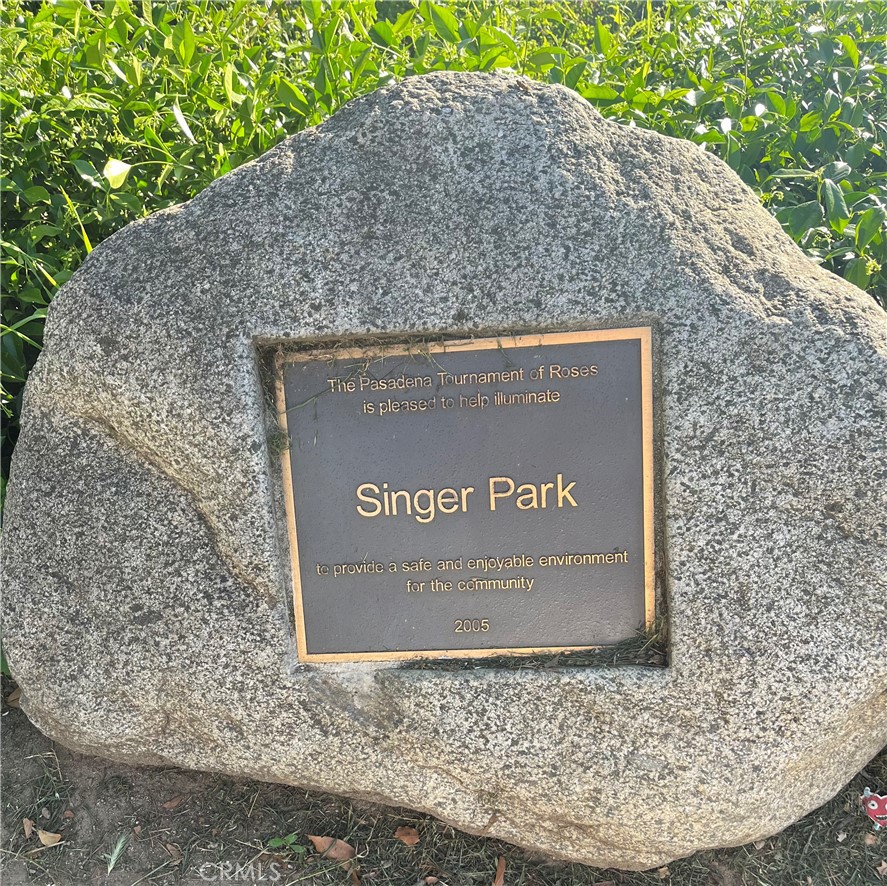 The Pasadena Tournament of Roses
is pleased to help illuminate
Singer Park
to provide a safe and enjoyable environment
for the community
2005
CRMLS